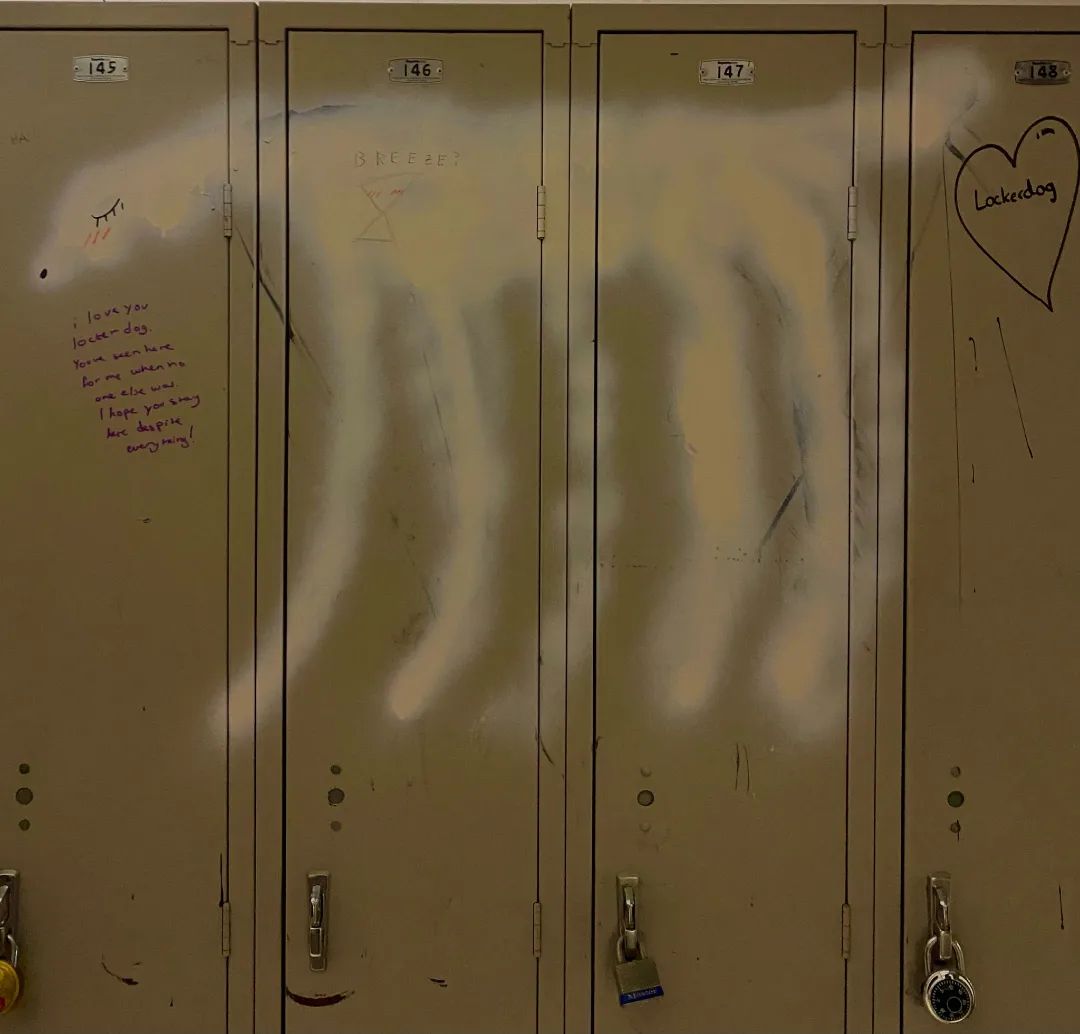 145
146
147
148
HA
BREEZE?
I'm
Lockerdog
i love you
locker dog.
You've been here
for me when no
one else was.
I hope you stay
here despite
everything!
Master